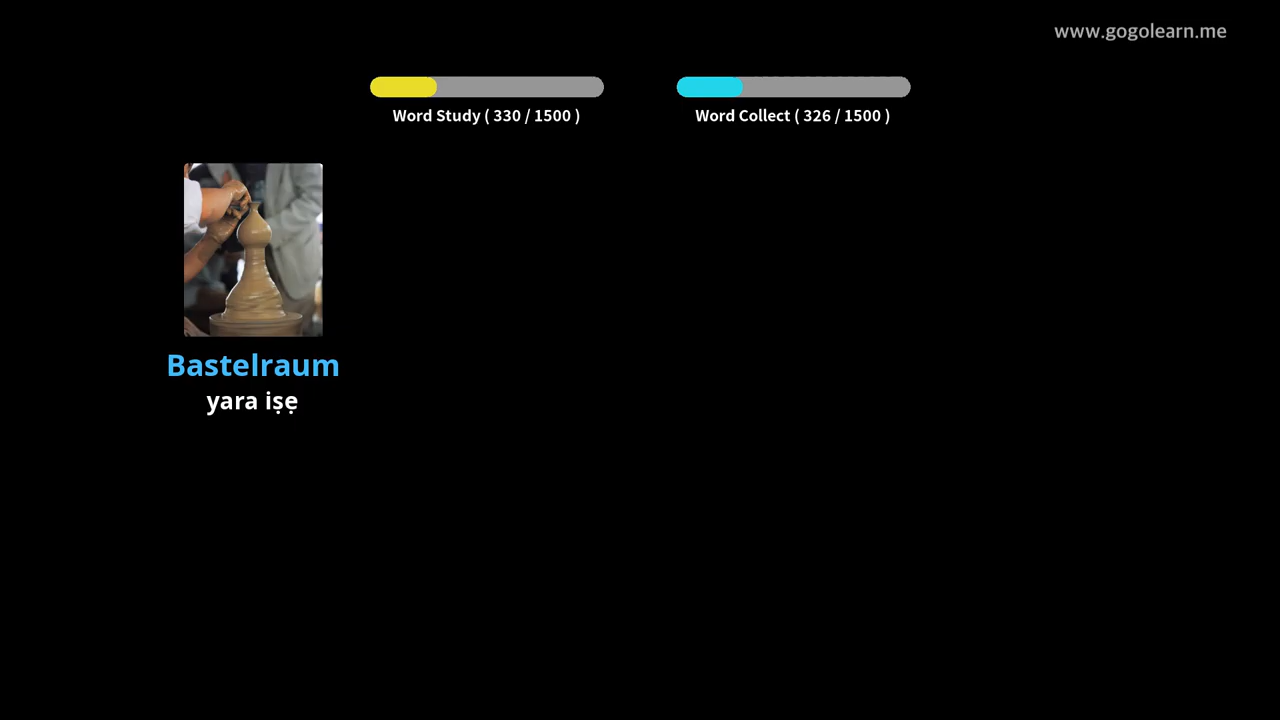 www.gogolearn.me
Word Study ( 330 / 1500 )
Word Collect ( 326 / 1500 )
Bastelraum
yara iṣẹ